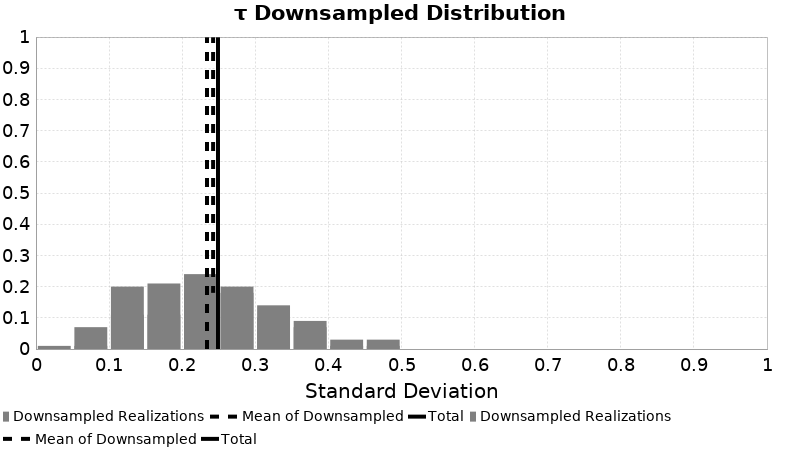 τ Downsampled Distribution
1
0.9
0.8
0.7
0.6
0.5
0.4
0.3
0.2
0.1
0
0 0.1 0.2 0.3 0.4 0.5 0.6 0.7 0.8 0.9 1
Standard Deviation
Downsampled Realizations Mean of Downsampled Total Downsampled Realizations
Mean of Downsampled Total